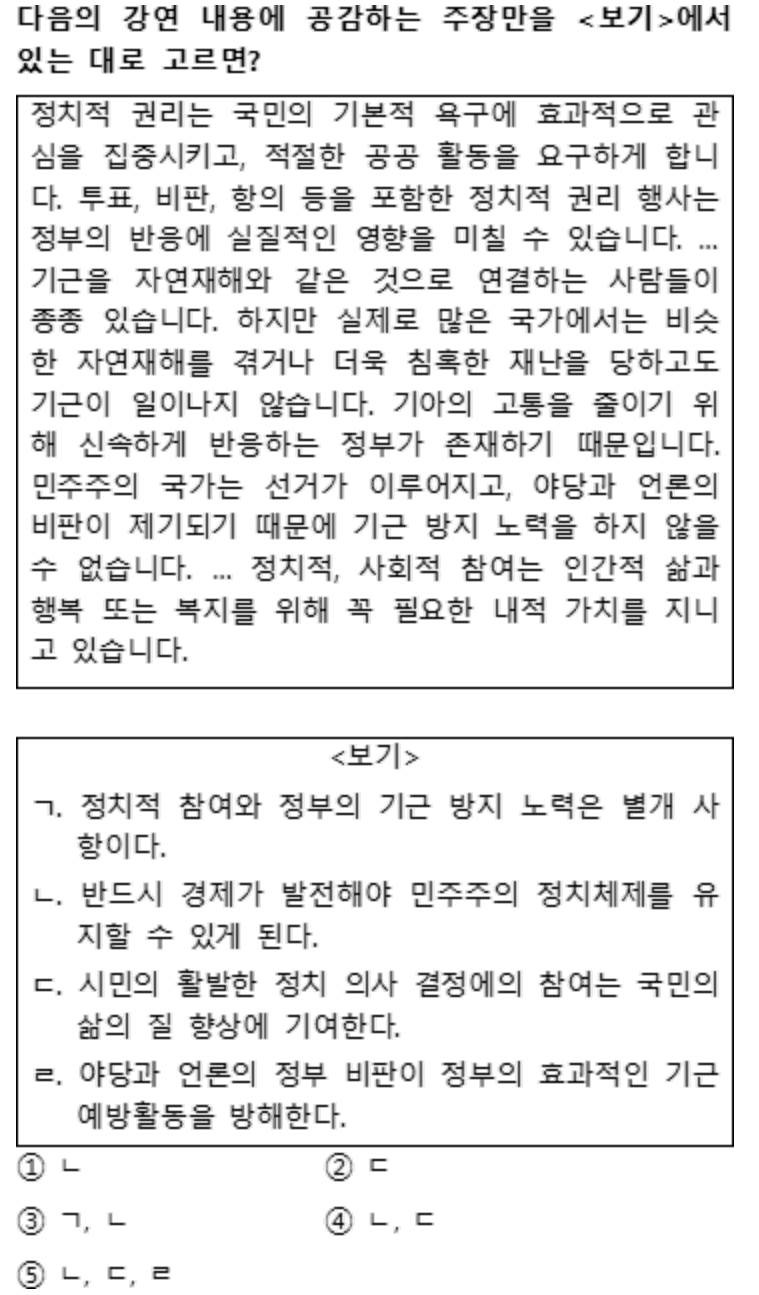 다음의 강연 내용에 공감하는 주장만을 <보기>에서
있는 대로 고르면?
정치적 권리는 국민의 기본적 욕구에 효과적으로 관
심을 집중시키고, 적절한 공공 활동을 요구하게 합니
다. 투표, 비판, 항의 등을 포함한 정치적 권리 행사는
정부의 반응에 실질적인 영향을 미칠 수 있습니다. ...
기근을 자연재해와 같은 것으로 연결하는 사람들이
종종 있습니다. 하지만 실제로 많은 국가에서는 비슷
한 자연재해를 겪거나 더욱 침혹한 재난을 당하고도
기근이 일이나지 않습니다. 기아의 고통을 줄이기 위
해 신속하게 반응하는 정부가 존재하기 때문입니다.
민주주의 국가는 선거가 이루어지고, 야당과 언론의
비판이 제기되기 때문에 기근 방지 노력을 하지 않을
수 없습니다. ... 정치적, 사회적 참여는 인간적 삶과
행복 또는 복지를 위해 꼭 필요한 내적 가치를 지니
고 있습니다.
<보기>
ㄱ. 정치적 참여와 정부의 기근 방지 노력은 별개 사
항이다.
ㄴ. 반드시 경제가 발전해야 민주주의 정치체제를 유
지할 수 있게 된다.
ㄷ. 시민의 활발한 정치 의사 결정에의 참여는 국민의
삶의 질 향상에 기여한다.
ㄹ. 야당과 언론의 정부 비판이 정부의 효과적인 기근
예방활동을 방해한다.
① ㄴ ② ㄷ
③ ㄱ, ㄴ ④ ㄴ, ㄷ
⑤ ㄴ, ㄷ, ㄹ